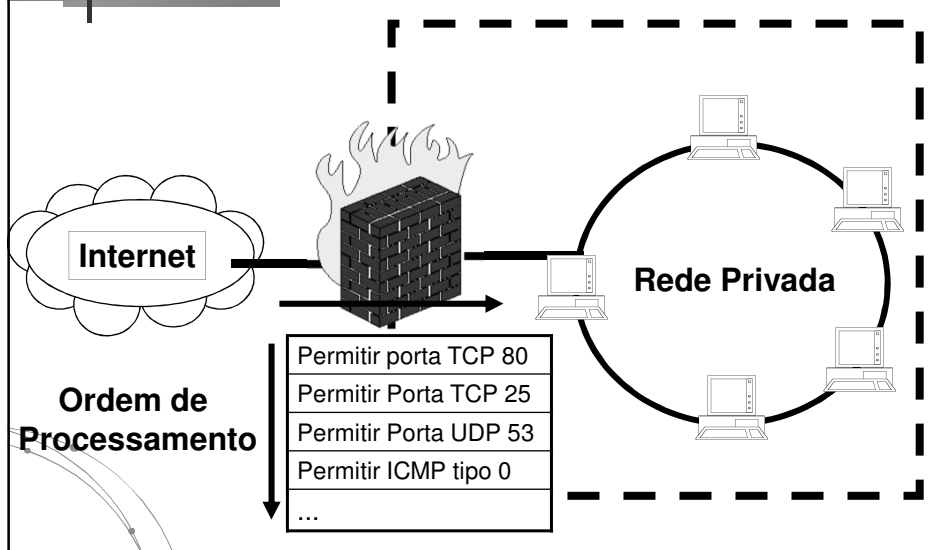 Internet
Rede Privada
Ordem de
Processamento
Permitir porta TCP 80
Permitir Porta TCP 25
Permitir Porta UDP 53
Permitir ICMP tipo 0
...